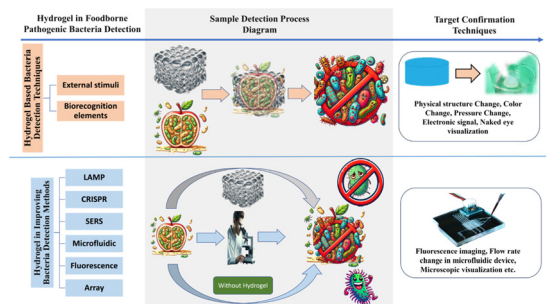 Hydrogel in Foodborne
Pathogenic Bacteria Detection
Sample Detection Process
Diagram
Target Confirmation
Techniques
Hydrogel Based Bacteria
Detection Techniques
External stimuli
Biorecognition
elements
Physical structure Change, Color
Change, Pressure Change,
Electronic signal, Naked eye
visualization
Hydrogel in Improving
Bacteria Detection Methods
LAMP
CRISPR
SERS
Microfluidic
Fluorescence
Array
Without Hydrogel
Fluorescence imaging, Flow rate
change in microfluidic device,
Microscopic visualization etc.